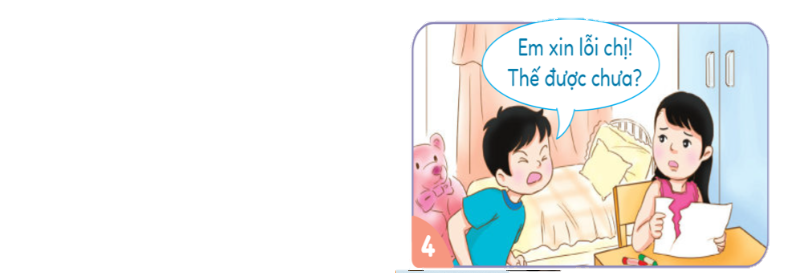 Em xin lỗi chị!
Thế được chưa?
4